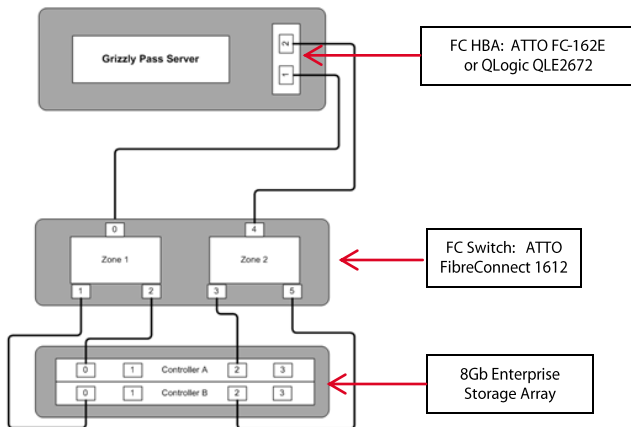 Grizzly Pass Server
2
1
FC HBA: ATTO FC-162E
or QLogic QLE2672
0
4
Zone 1
Zone 2
1
2
3
5
FC Switch: ATTO
FibreConnect 1612
0
1
Controller A
2
3
0
1
Controller B
2
3
8Gb Enterprise
Storage Array